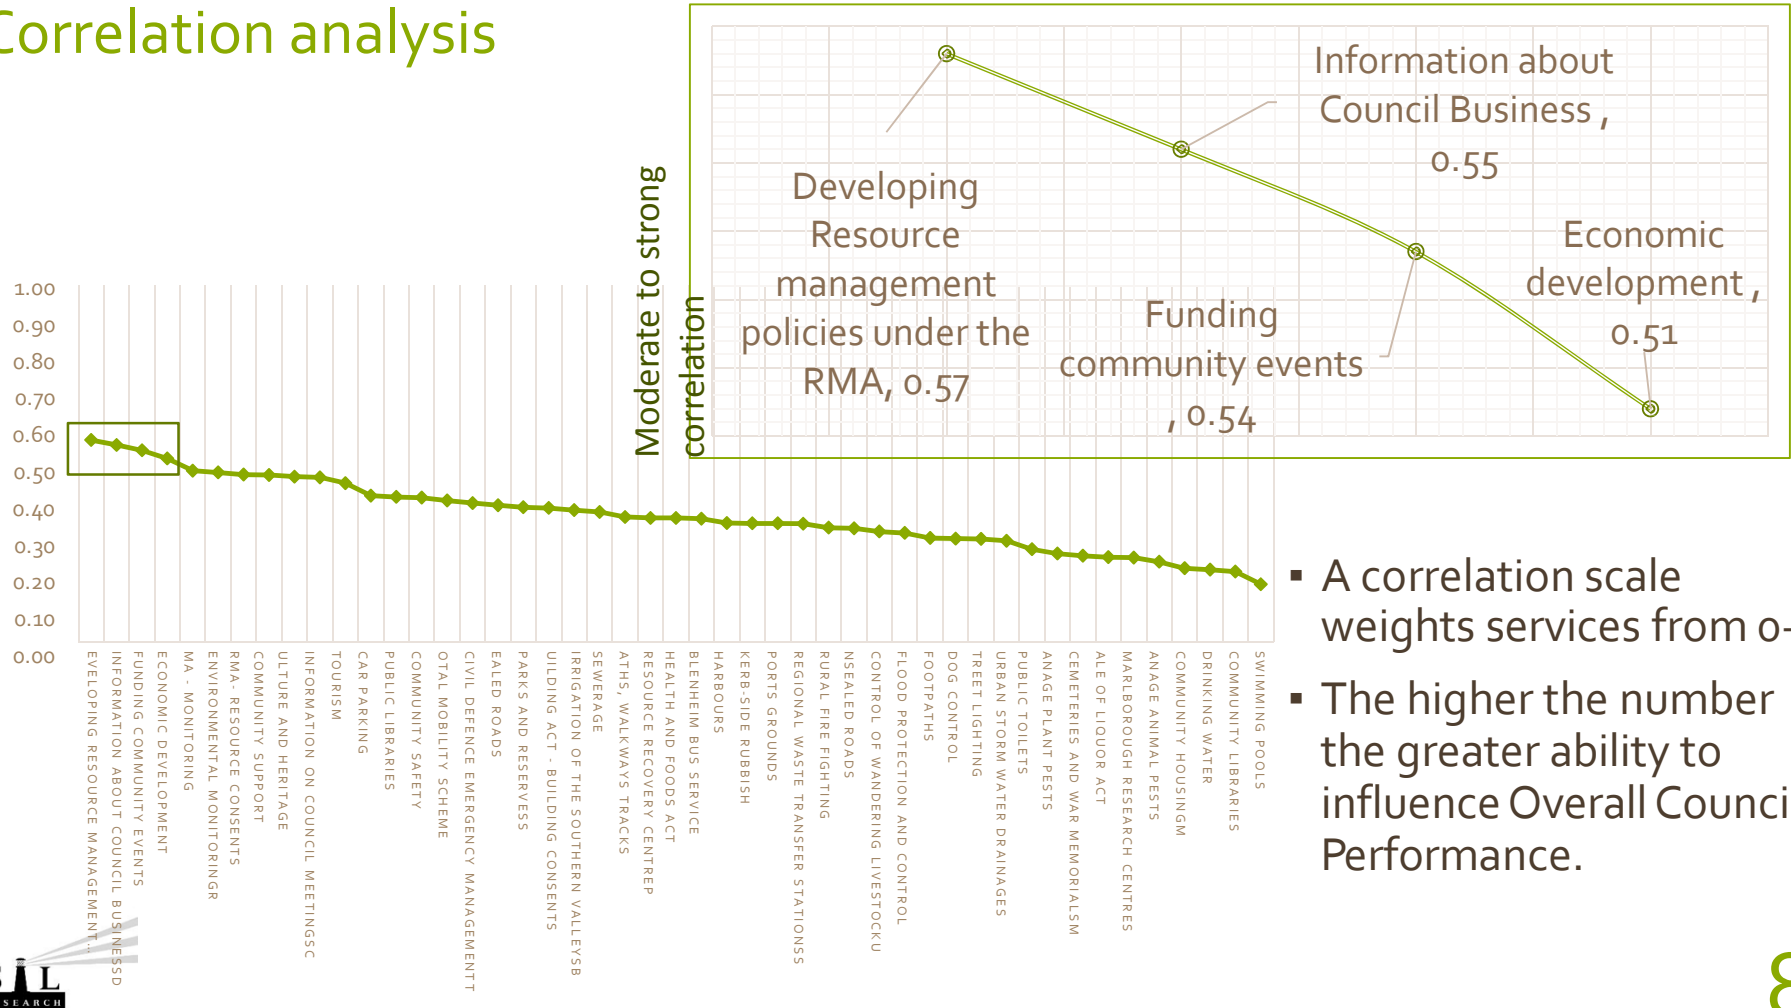 Correlation analysis
Moderate to strong
correlation
Developing
Resource
management
policies under the
RMA, 0.57
Information about
Council Business ,
0.55
Funding
community events
, 0.54
Economic
development ,
0.51
1.00
0.90
0.80
0.70
0.60
0.50
0.40
0.30
0.20
0.10
0.00
EVELOPING RESOURCE MANAGEMENT…
INFORMATION ABOUT COUNCIL BUSINESSD
FUNDING COMMUNITY EVENTS
ECONOMIC DEVELOPMENT
MA - MONITORING
ENVIRONMENTAL MONITORINGR
RMA- RESOURCE CONSENTS
COMMUNITY SUPPORT
ULTURE AND HERITAGE
INFORMATION ON COUNCIL MEETINGSC
TOURISM
CAR PARKING
PUBLIC LIBRARIES
COMMUNITY SAFETY
OTAL MOBILITY SCHEME
CIVIL DEFENCE EMERGENCY MANAGEMENTT
EALED ROADS
PARKS AND RESERVESS
UILDING ACT - BUILDING CONSENTS
IRRIGATION OF THE SOUTHERN VALLEYSB
SEWERAGE
ATHS, WALKWAYS TRACKS
RESOURCE RECOVERY CENTREP
HEALTH AND FOODS ACT
BLENHEIM BUS SERVICE
HARBOURS
KERB-SIDE RUBBISH
PORTS GROUNDS
REGIONAL WASTE TRANSFER STATIONSS
RURAL FIRE FIGHTING
NSEALED ROADS
CONTROL OF WANDERING LIVESTOCKU
FLOOD PROTECTION AND CONTROL
FOOTPATHS
DOG CONTROL
TREET LIGHTING
URBAN STORM WATER DRAINAGES
PUBLIC TOILETS
ANAGE PLANT PESTS
CEMETERIES AND WAR MEMORIALSM
ALE OF LIQUOR ACT
MARLBOROUGH RESEARCH CENTRES
ANAGE ANIMAL PESTS
COMMUNITY HOUSINGM
DRINKING WATER
COMMUNITY LIBRARIES
SWIMMING POOLS
▪ A correlation scale
weights services from 0-
▪ The higher the number
the greater ability to
influence Overall Counci
Performance.
SIL
SEARCH
8